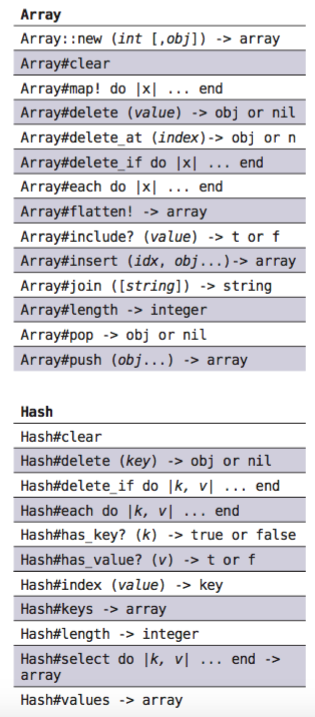 Array
Array::new (int [,obj]) -> array
Array#clear
Array#map! do |x| ... end
Array#delete (value) -> obj or nil
Array#delete_at (index)-> obj or n
Array#delete_if do |x| ... end
Array#each do |x| ... end
Array#flatten! -> array
Array#include? (value) -> t or f
Array#insert (idx, obj...)-> array
Array#join ([string]) -> string
Array#length -> integer
Array#pop -> obj or nil
Array#push (obj...) -> array
Hash
Hash#clear
Hash#delete (key) -> obj or nil
Hash#delete_if do |k, v| ... end
Hash#each do |k, v| ... end
Hash#has_key? (k) -> true or false
Hash#has_value? (v) -> t or f
Hash#index (value) -> key
Hash#keys -> array
Hash#length -> integer
Hash#select do |k, v| ... end ->
array
Hash#values -> array